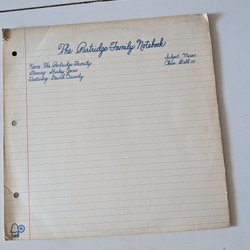 The Partridge Family Notebook
Name: The Partridge Family
Starring Shirley Jones
Featuring David Cassidy
Subject: Music
Class: Bell